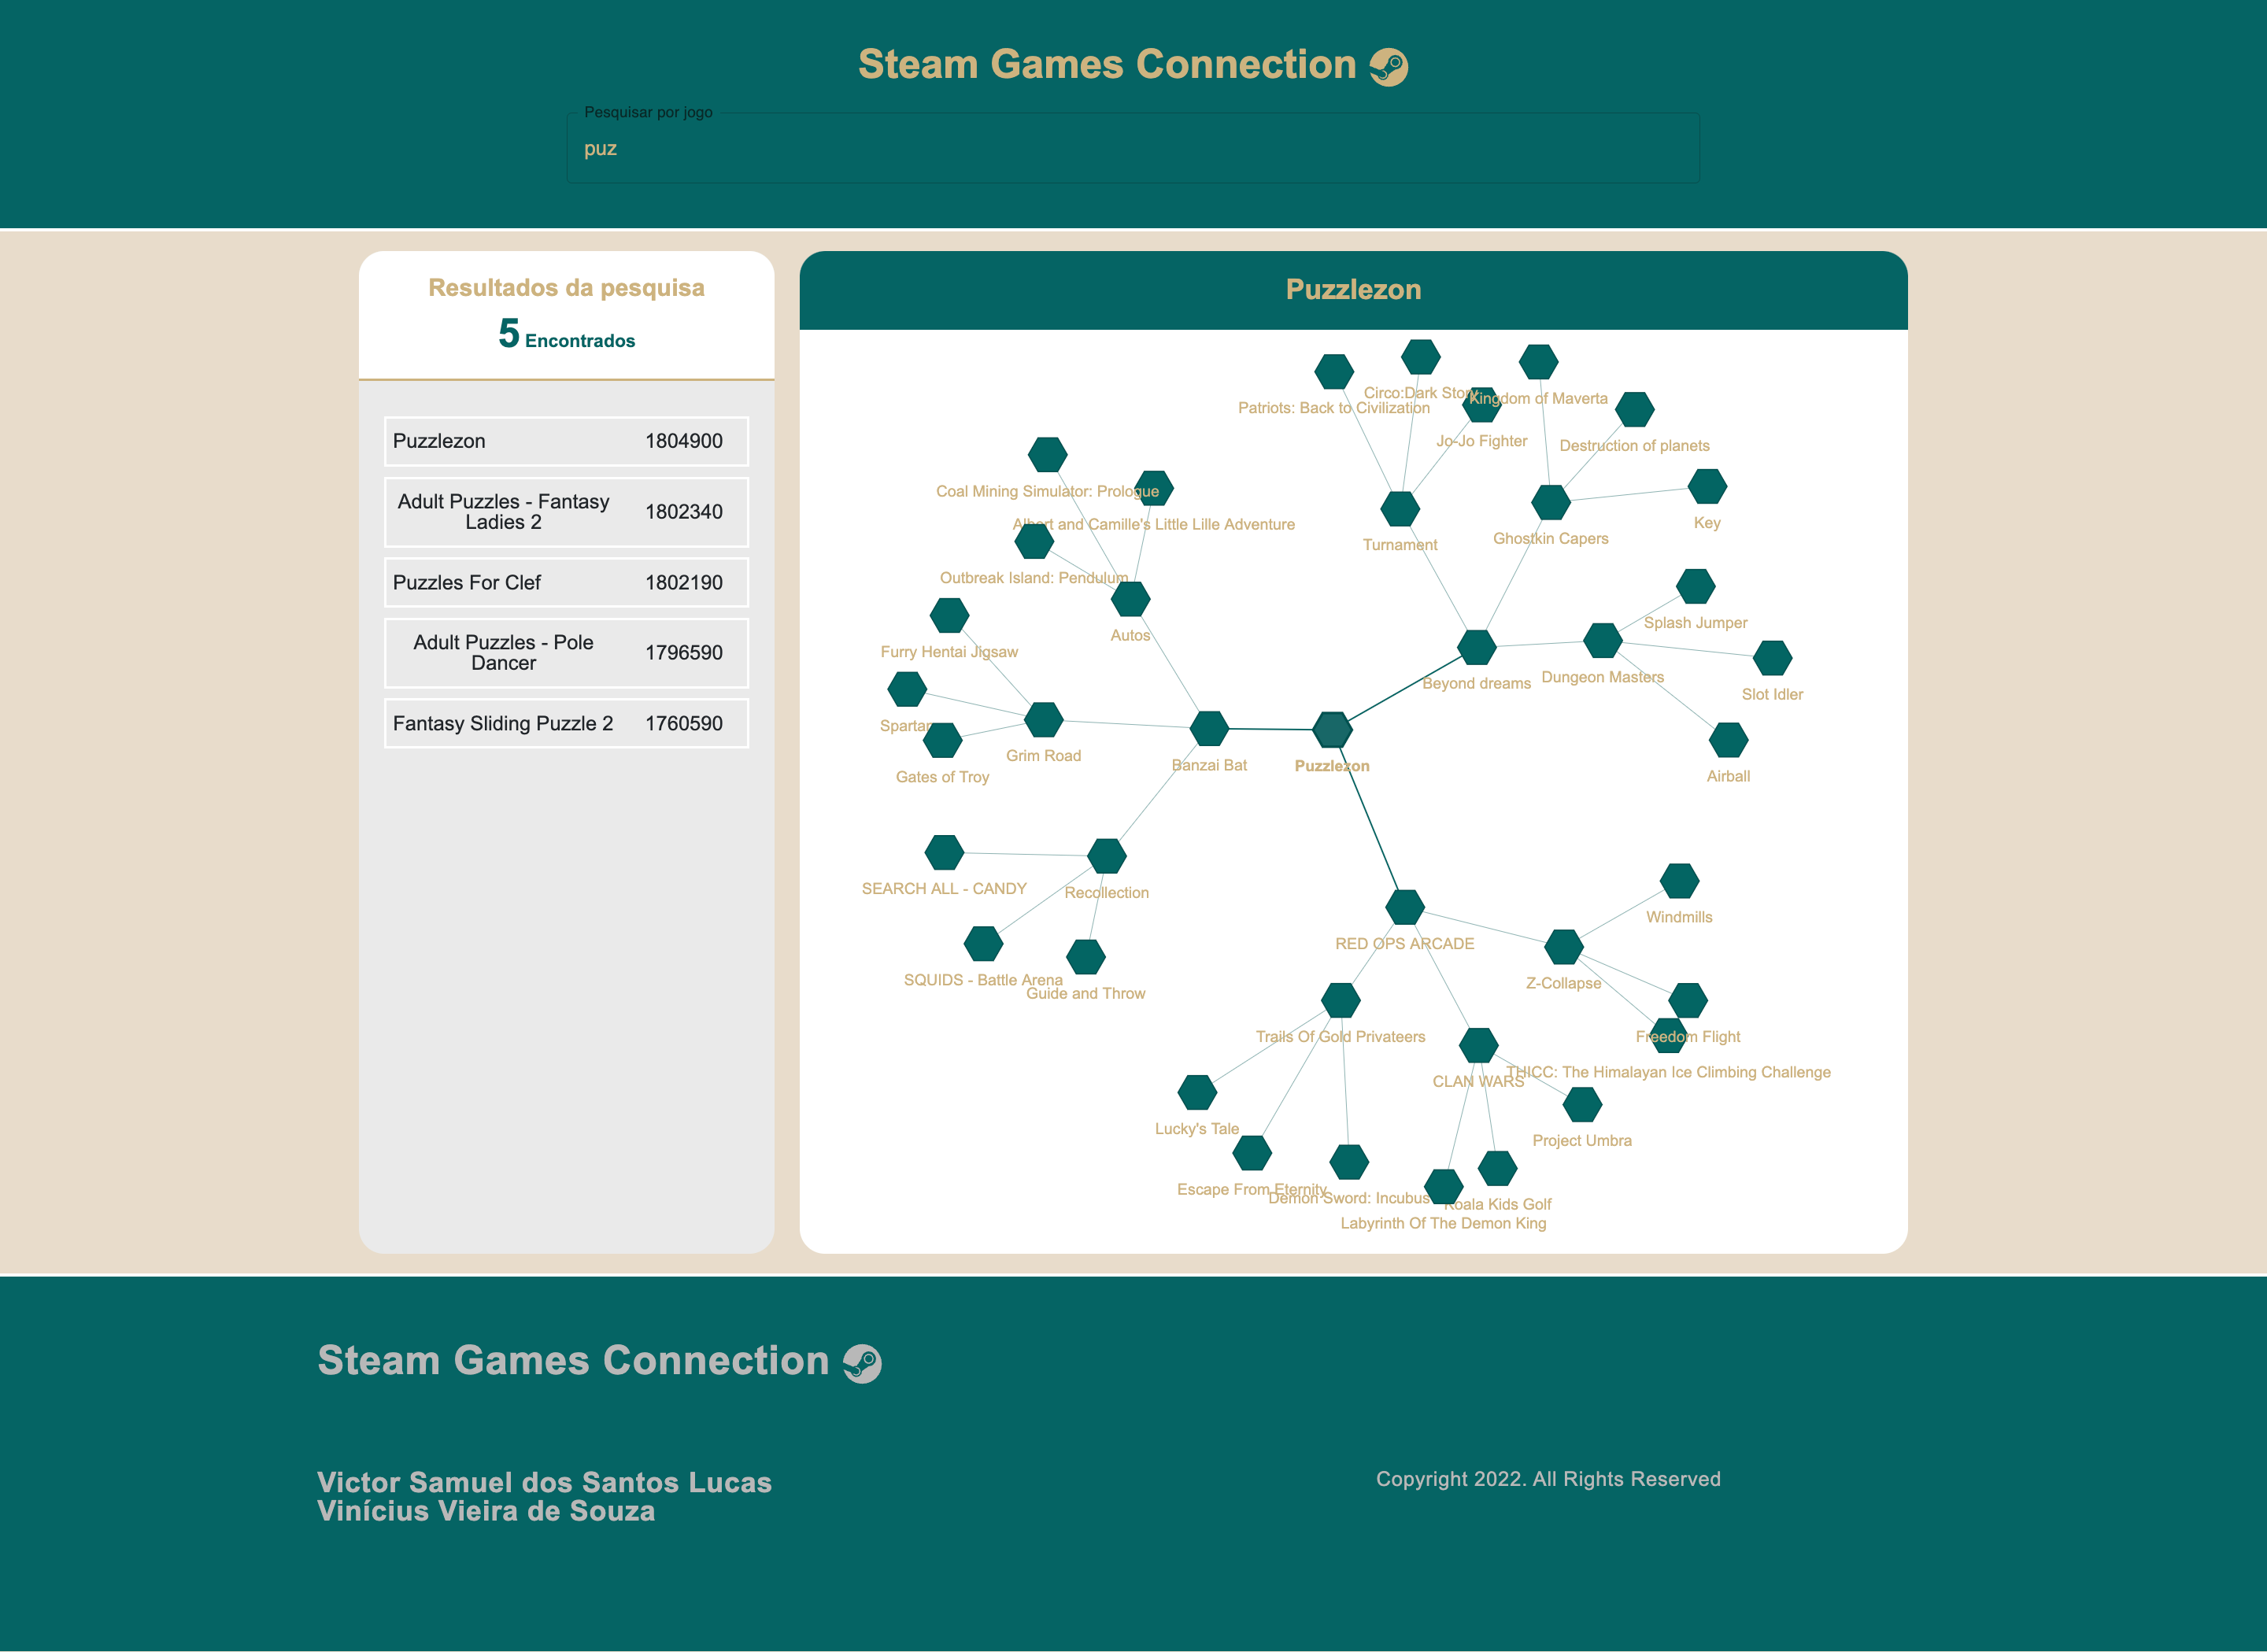 Steam Games Connection
Pesquisar por jogo
puz
Resultados da pesquisa
5 Encontrados
Puzzlezon 1804900
Adult Puzzles - Fantasy
Ladies 2 1802340
Puzzles For Clef 1802190
Adult Puzzles - Pole
Dancer 1796590
Fantasy Sliding Puzzle 2 1760590
Puzzlezon
Circo:Dark Story
Kingdom of Maverta
Patriots: Back to Civilization
Jo-Jo Fighter
Destruction of planets
Coal Mining Simulator: Prologue
Albert and Camille's Little Lille Adventure
Key
Ghostkin Capers
Turnament
Outbreak Island: Pendulum
Splash Jumper
Autos
Furry Hentai Jigsaw
Dungeon Masters
Beyond dreams
Slot Idler
Spartan
Grim Road
Banzai Bat
Puzzlezon
Gates of Troy
Airball
SEARCH ALL - CANDY
Recollection
Windmills
RED OPS ARCADE
SQUIDS - Battle Arena
Z-Collapse
Guide and Throw
Trails Of Gold Privateers
Freedom Flight
THICC: The Himalayan Ice Climbing Challenge
CLAN WARS
Lucky's Tale
Project Umbra
Escape From Eternity
Demon Sword: Incubus
Koala Kids Golf
Labyrinth Of The Demon King
Steam Games Connection
Victor Samuel dos Santos Lucas
Vinícius Vieira de Souza
Copyright 2022. All Rights Reserved